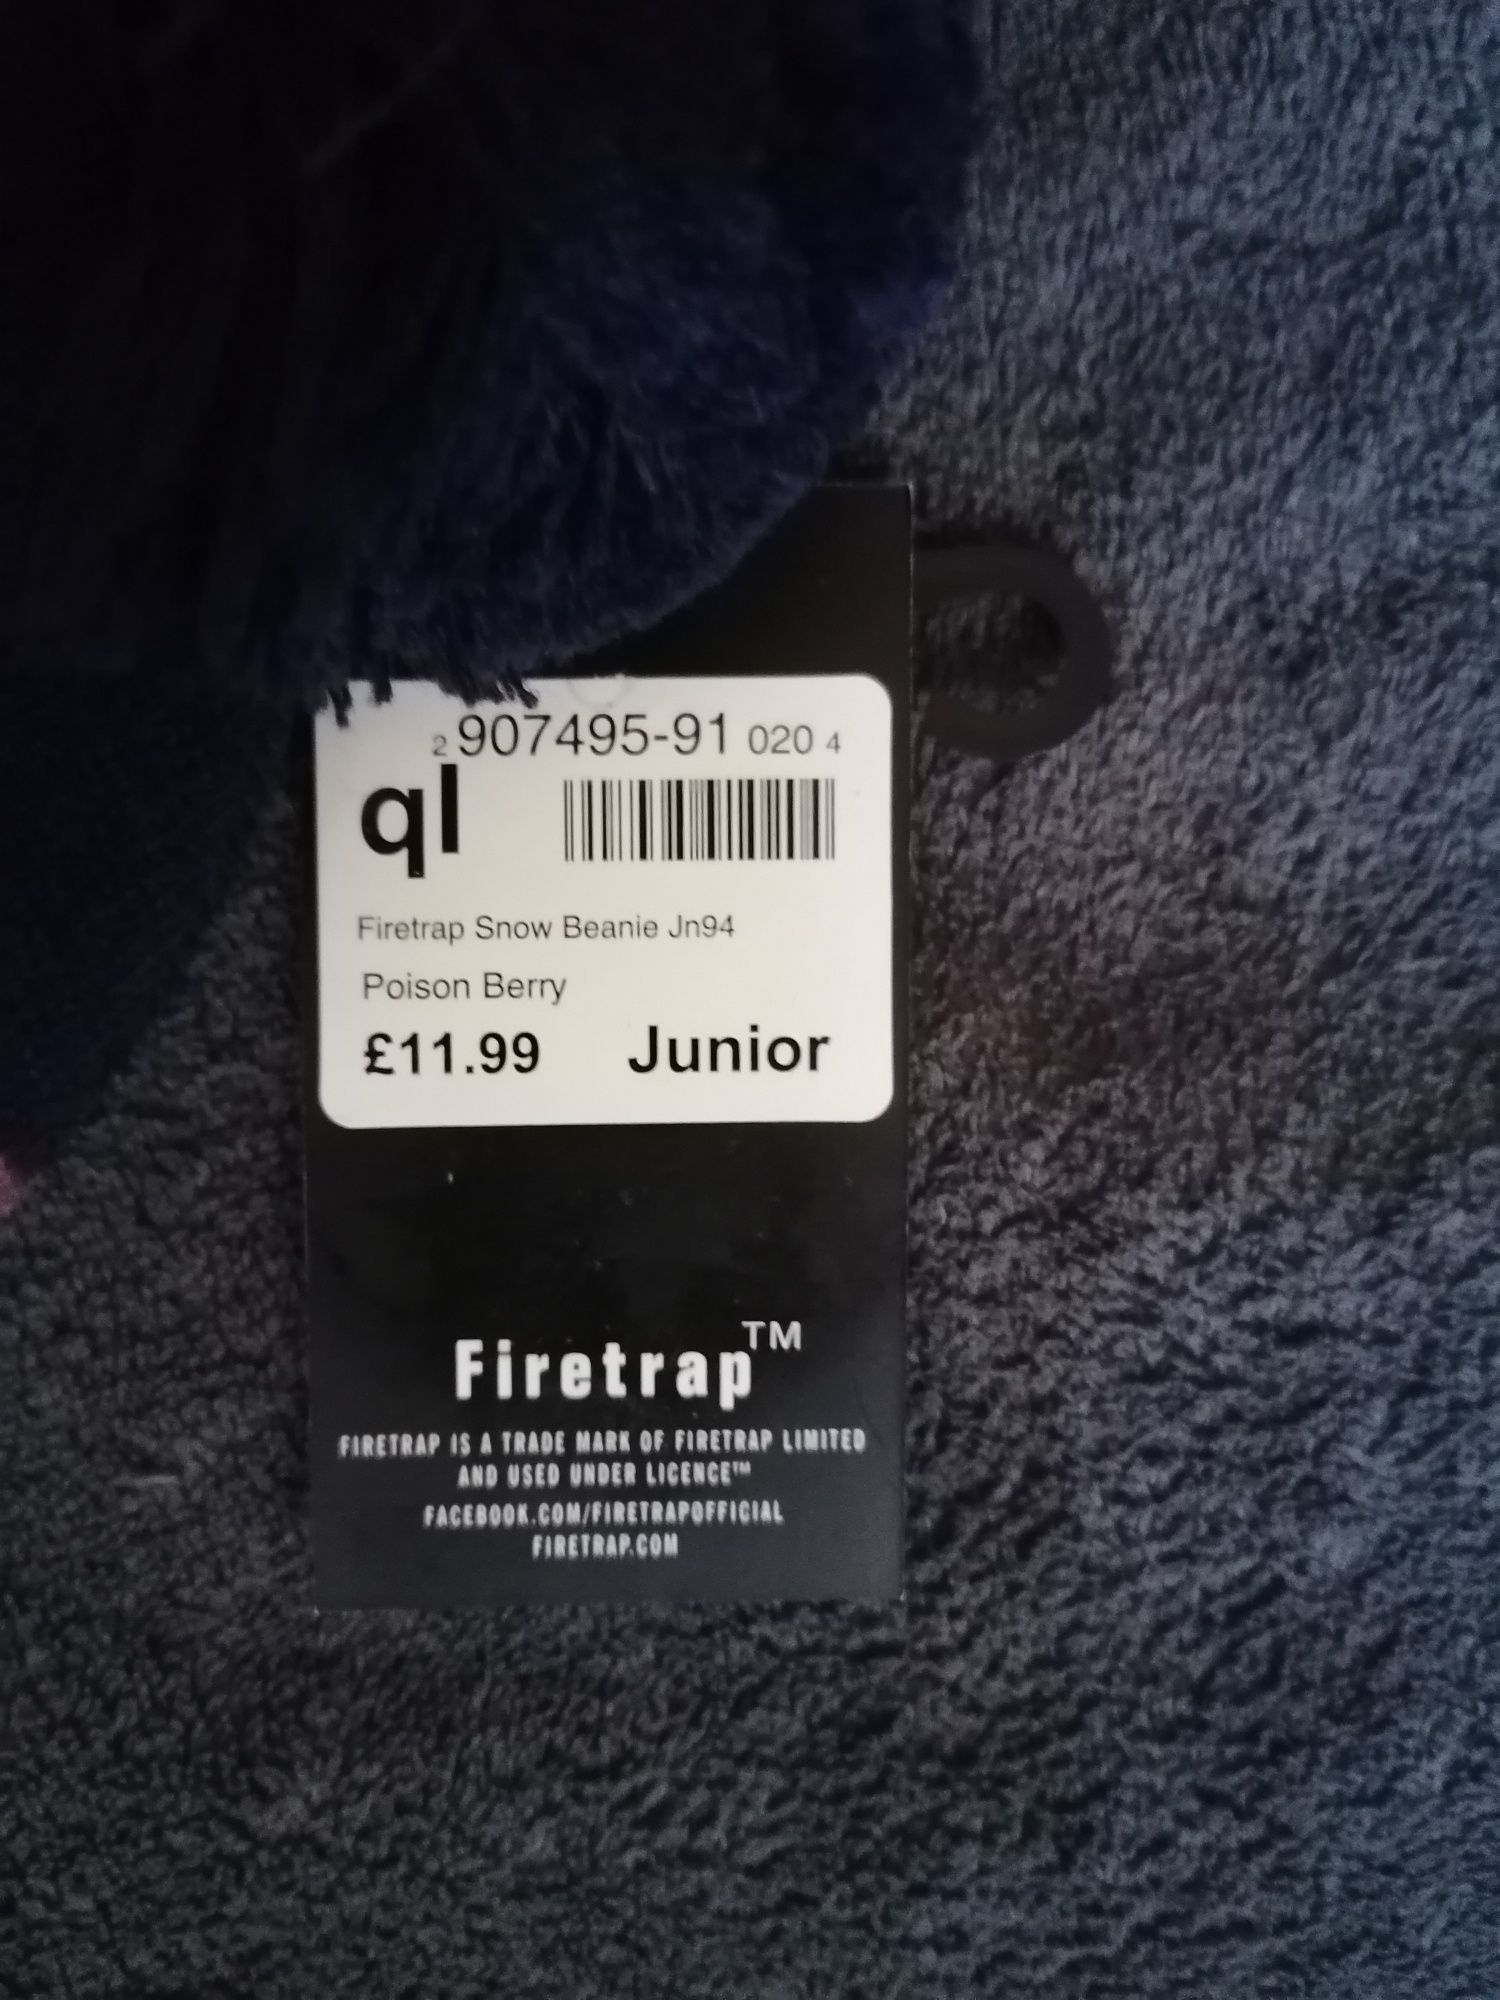 2 907495-91 020 4
ql
Firetrap Snow Beanie Jn94
Poison Berry
£11.99 Junior
Firetrap™
FIRETRAP IS A TRADE MARK OF FIRETRAP LIMITED
AND USED UNDER LICENCE™
FACEBOOK.COM/FIRETRAPOFFICIAL
FIRETRAP.COM